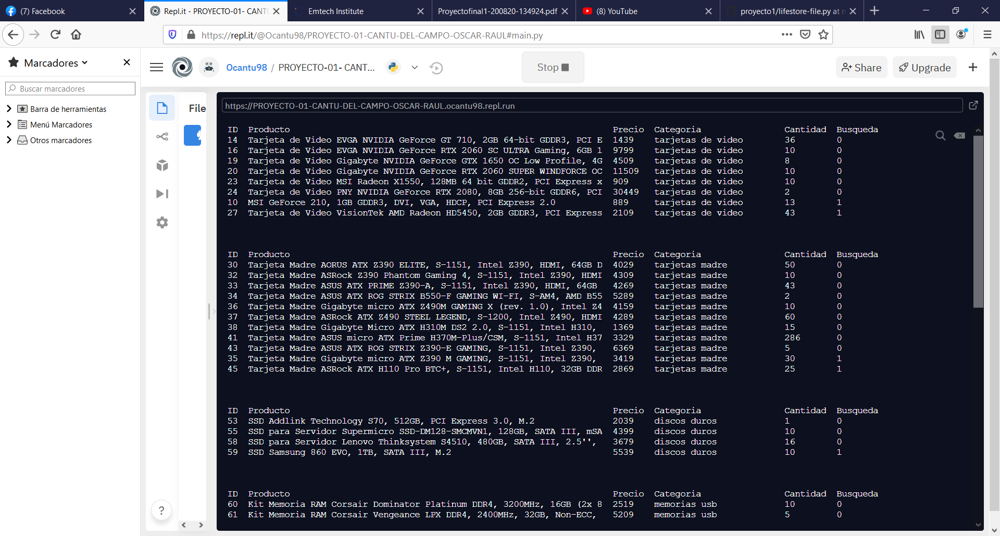 (7) Facebook
Repl.it - PROYECTO-01- CANTU
Emtech Institute
Proyectofinal1-200820-134924.pdf
(8) YouTube
proyecto1/lifestore-file.py at m
https://repl.it/@Ocantu98/PROYECTO-01-CANTU-DEL-CAMPO-OSCAR-RAUL#main.py
Marcadores
Buscar marcadores
Barra de herramientas
Menú Marcadores
Otros marcadores
Ocantu98 / PROYECTO-01- CANT...
Stop
Share
Upgrade
File
https://PROYECTO-01-CANTU-DEL-CAMPO-OSCAR-RAUL.ocantu98.repl.run
ID Producto Precio Categoria Cantidad Busqueda
14 Tarjeta de Video EVGA NVIDIA GeForce GT 710, 2GB 64-bit GDDR3, PCI E 1439 tarjetas de video 36 0
16 Tarjeta de Video EVGA NVIDIA GeForce RTX 2060 SC ULTRA Gaming, 6GB 1 9799 tarjetas de video 10 0
19 Tarjeta de Video Gigabyte NVIDIA GeForce GTX 1650 OC Low Profile, 4G 4509 tarjetas de video 8 0
20 Tarjeta de Video Gigabyte NVIDIA GeForce RTX 2060 SUPER WINDFORCE OC 11509 tarjetas de video 10 0
23 Tarjeta de Video MSI Radeon X1550, 128MB 64 bit GDDR2, PCI Express x 909 tarjetas de video 10 0
24 Tarjeta de Video PNY NVIDIA GeForce RTX 2080, 8GB 256-bit GDDR6, PCI 30449 tarjetas de video 2 0
10 MSI GeForce 210, 1GB GDDR3, DVI, VGA, HDCP, PCI Express 2.0 889 tarjetas de video 13 1
27 Tarjeta de Video VisionTek AMD Radeon HD5450, 2GB GDDR3, PCI Express 2109 tarjetas de video 43 1
ID Producto Precio Categoria Cantidad Busqueda
30 Tarjeta Madre AORUS ATX Z390 ELITE, S-1151, Intel Z390, HDMI, 64GB D 4029 tarjetas madre 50 0
32 Tarjeta Madre ASRock Z390 Phantom Gaming 4, S-1151, Intel Z390, HDMI 4309 tarjetas madre 10 0
33 Tarjeta Madre ASUS ATX PRIME Z390-A, S-1151, Intel Z390, HDMI, 64GB 4269 tarjetas madre 43 0
34 Tarjeta Madre ASUS ATX ROG STRIX B550-F GAMING WI-FI, S-AM4, AMD B55 5289 tarjetas madre 2 0
36 Tarjeta Madre Gigabyte micro ATX Z490M GAMING X (rev. 1.0), Intel Z4 4159 tarjetas madre 10 0
37 Tarjeta Madre ASRock ATX Z490 STEEL LEGEND, S-1200, Intel Z490, HDMI 4289 tarjetas madre 60 0
38 Tarjeta Madre Gigabyte Micro ATX H310M DS2 2.0, S-1151, Intel H310, 1369 tarjetas madre 15 0
41 Tarjeta Madre ASUS micro ATX Prime H370M-Plus/CSM, S-1151, Intel H37 3329 tarjetas madre 286 0
43 Tarjeta Madre ASUS ATX ROG STRIX Z390-E GAMING, S-1151, Intel Z390, 6369 tarjetas madre 5 0
35 Tarjeta Madre Gigabyte micro ATX Z390 M GAMING, S-1151, Intel Z390, 3419 tarjetas madre 30 1
45 Tarjeta Madre ASRock ATX H110 Pro BTC+, S-1151, Intel H110, 32GB DDR 2869 tarjetas madre 25 1
ID Producto Precio Categoria Cantidad Busqueda
53 SSD Addlink Technology S70, 512GB, PCI Express 3.0, M.2 2039 discos duros 1 0
55 SSD para Servidor Supermicro SSD-DM128-SMCMVN1, 128GB, SATA III, mSA 4399 discos duros 10 0
58 SSD para Servidor Lenovo Thinksystem S4510, 480GB, SATA III, 2.5'', 3679 discos duros 16 0
59 SSD Samsung 860 EVO, 1TB, SATA III, M.2 5539 discos duros 10 1
ID Producto Precio Categoria Cantidad Busqueda
60 Kit Memoria RAM Corsair Dominator Platinum DDR4, 3200MHz, 16GB (2x 8 2519 memorias usb 10 0
61 Kit Memoria RAM Corsair Vengeance LPX DDR4, 2400MHz, 32GB, Non-ECC, 5209 memorias usb 5 0